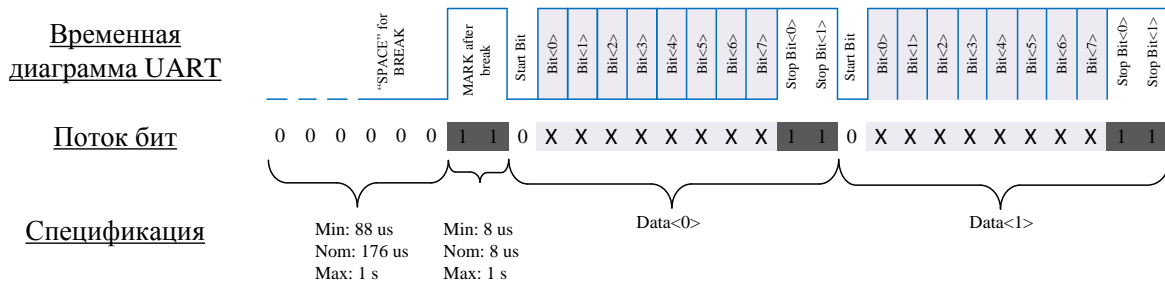 Временная
диаграмма UART
“SPACE” for
BREAK
MARK after
break
Start Bit
Bit<0>
Bit<1>
Bit<2>
Bit<3>
Bit<4>
Bit<5>
Bit<6>
Bit<7>
Stop Bit<0>
Stop Bit<1>
Start Bit
Bit<0>
Bit<1>
Bit<2>
Bit<3>
Bit<4>
Bit<5>
Bit<6>
Bit<7>
Stop Bit<0>
Stop Bit<1>
Поток бит
0 0 0 0 0 0 1 1 0 X X X X X X X X 1 1 0 X X X X X X X X 1 1
Спецификация
Min: 88 us
Nom: 176 us
Max: 1 s
Min: 8 us
Nom: 8 us
Max: 1 s
Data<0>
Data<1>